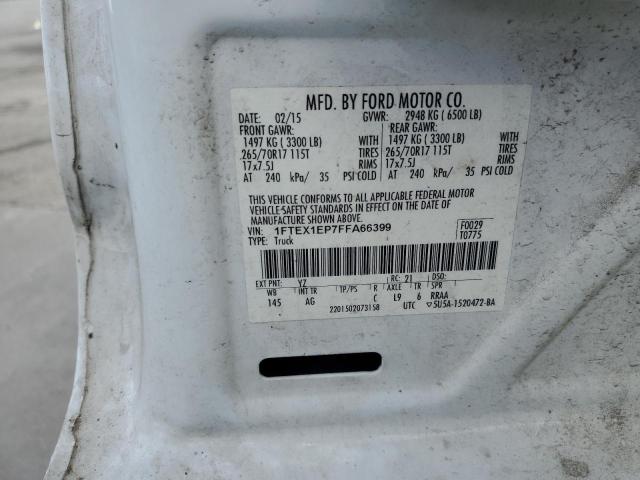 MFD. BY FORD MOTOR CO.
DATE: 02/15 GVWR: 2948 KG ( 6500 LB)
FRONT GAWR: REAR GAWR:
1497 KG ( 3300 LB) 1497 KG ( 3300 LB)
265/70R17 115T TIRES 265/70R17 115T TIRES
17x7.5J RIMS 17x7.5J RIMS
AT 240 kPa/ 35 PSI COLD AT 240 kPa/ 35 PSI COLD
THIS VEHICLE CONFORMS TO ALL APPLICABLE FEDERAL MOTOR
VEHICLE SAFETY STANDARDS IN EFFECT ON THE DATE OF
MANUFACTURE SHOWN ABOVE.
VIN: 1FTEX1EP7FFA66399 F0029
TYPE: Truck T0775
EXT PNT: YZ RC: 21 DSO:
WB INT TR TP/PS R AXLE TR SPR
145 AG C L9 6 RRAA
2201502073158 UTC 5U5A-1520472-BA